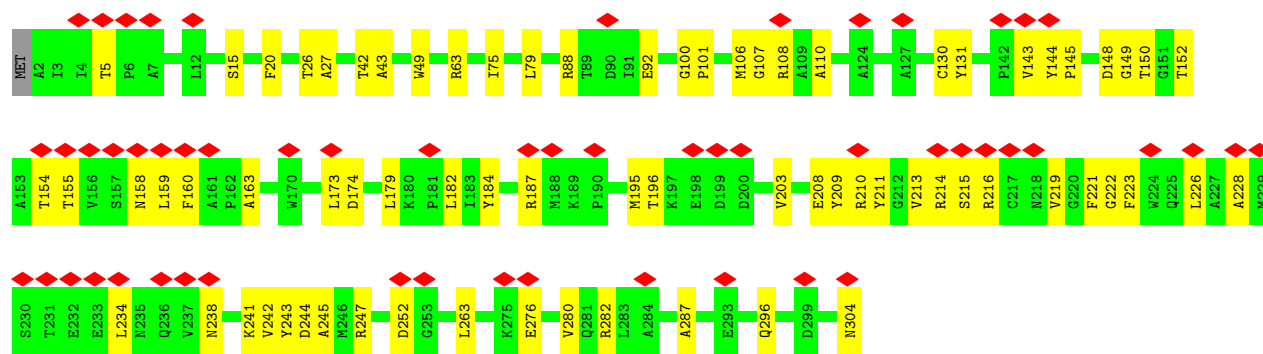 MET A2 I3 I4 T5 P6 A7 L12 S15 F20 T26 A27 T42 A43 W49 R63 I75 L79 R88 T89 D90 I91 E92 G100 P101 M106 G107 R108 A109 A110 A124 A127 C130 Y131 P142 V143 Y144 P145 D148 G149 T150 G151 T152
A153 T154 T155 V156 S157 N158 L159 F160 A161 P162 A163 W170 L173 D174 L179 K180 P181 L182 I183 Y184 R187 M188 K189 P190 M195 T196 K197 E198 D199 D200 V203 E208 Y209 R210 Y211 G212 V213 R214 S215 R216 C217 N218 V219 G220 F221 G222 F223 W224 Q225 L226 A227 A228 M229
S230 T231 E232 E233 L234 N235 Q236 V237 N238 K241 V242 Y243 D244 A245 M246 R247 D252 G253 L263 K275 E276 V280 Q281 R282 L283 A284 A287 E293 Q296 D299 N304